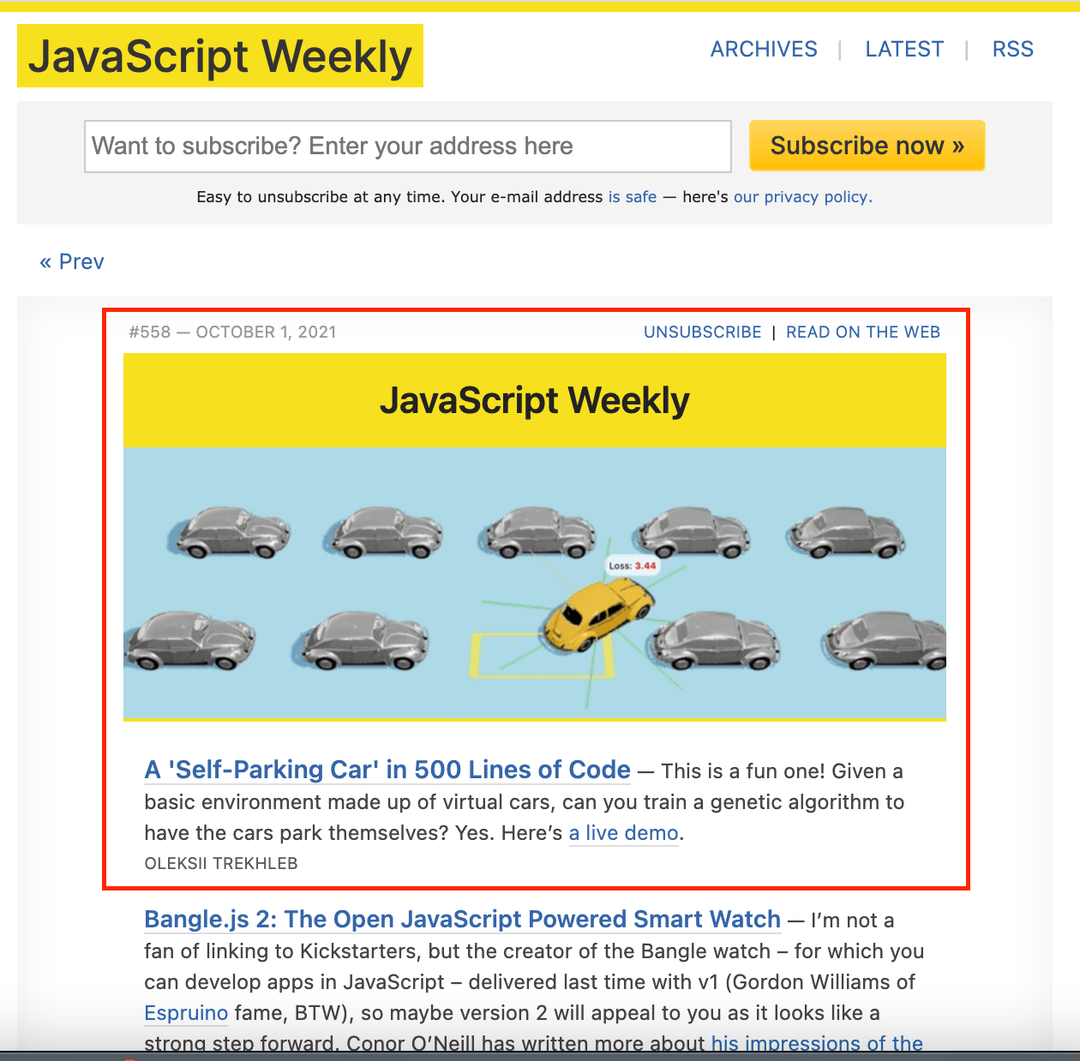 JavaScript Weekly
ARCHIVES | LATEST | RSS
Want to subscribe? Enter your address here
Subscribe now »
Easy to unsubscribe at any time. Your e-mail address is safe — here's our privacy policy.
« Prev
#558 — OCTOBER 1, 2021
UNSUBSCRIBE | READ ON THE WEB
JavaScript Weekly
Loss: 3.44
A 'Self-Parking Car' in 500 Lines of Code — This is a fun one! Given a
basic environment made up of virtual cars, can you train a genetic algorithm to
have the cars park themselves? Yes. Here’s a live demo.
OLEKSII TREKHLEB
Bangle.js 2: The Open JavaScript Powered Smart Watch — I’m not a
fan of linking to Kickstarters, but the creator of the Bangle watch – for which you
can develop apps in JavaScript – delivered last time with v1 (Gordon Williams of
Espruino fame, BTW), so maybe version 2 will appeal to you as it looks like a
strong step forward. Conor O’Neill has written more about his impressions of the